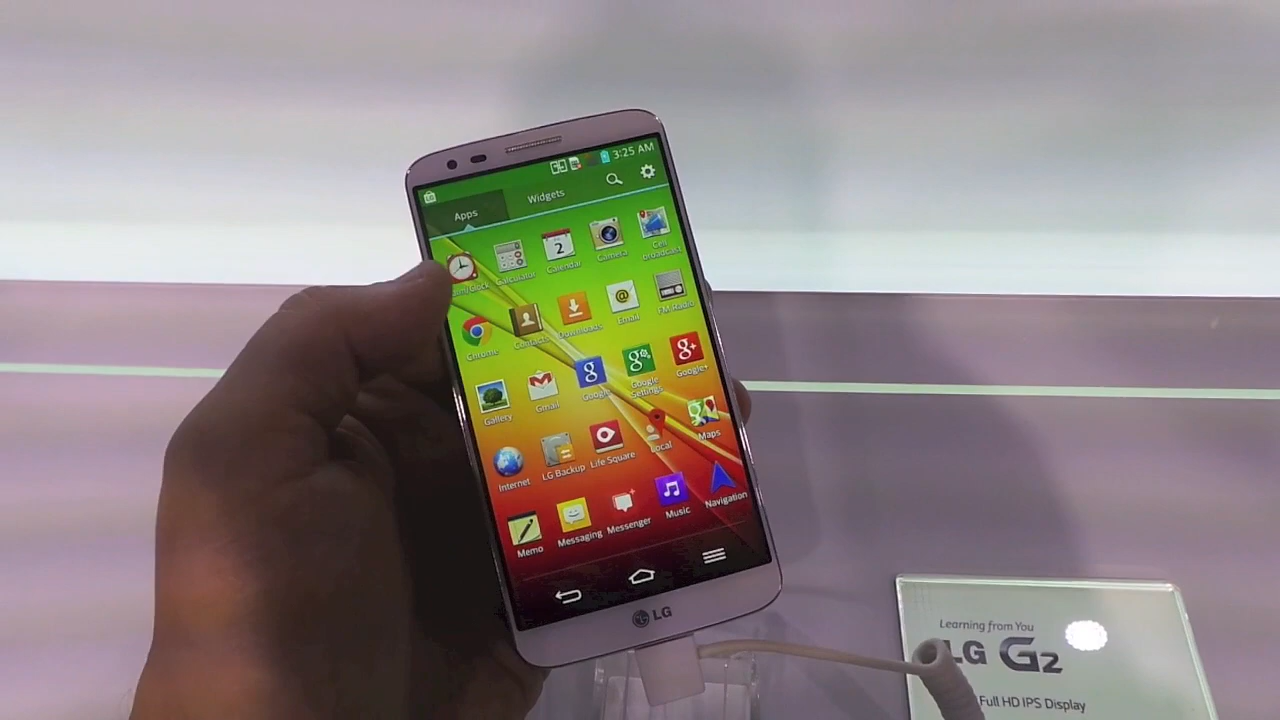 3:25 AM
Apps
Widgets
Calculator
FRI
2
Calendar
Camera
Cell
Chrome
Contacts
Downloads
@
Email
FM Radio
Gallery
Gmail
g
Google
g
Google
Settings
g+
Google+
Internet
LG Backup
Life Square
Local
Maps
Memo
Messaging
Messenger
Music
Navigation
LG
Learning from You
LG G2
Full HD IPS Display